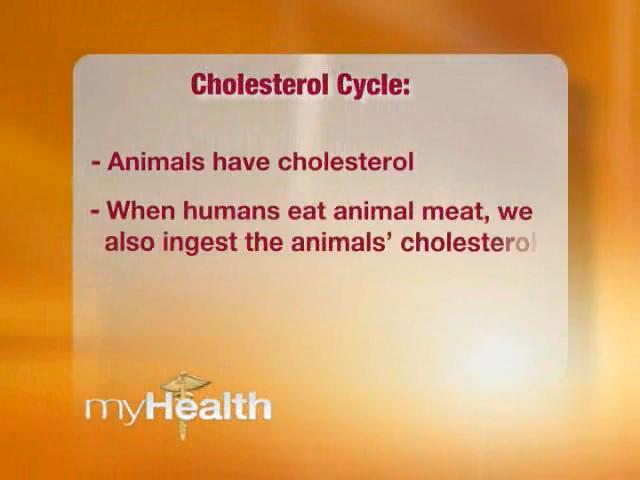 Cholesterol Cycle:
- Animals have cholesterol
- When humans eat animal meat, we
also ingest the animals' cholesterol
myHealth